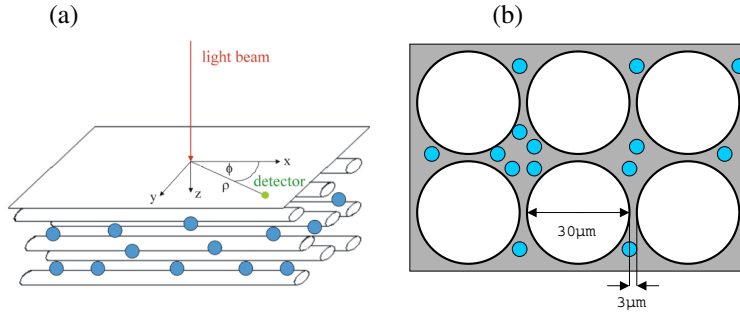 (a)
(b)
light beam
ϕ
x
y
z
ρ
detector
30μm
3μm